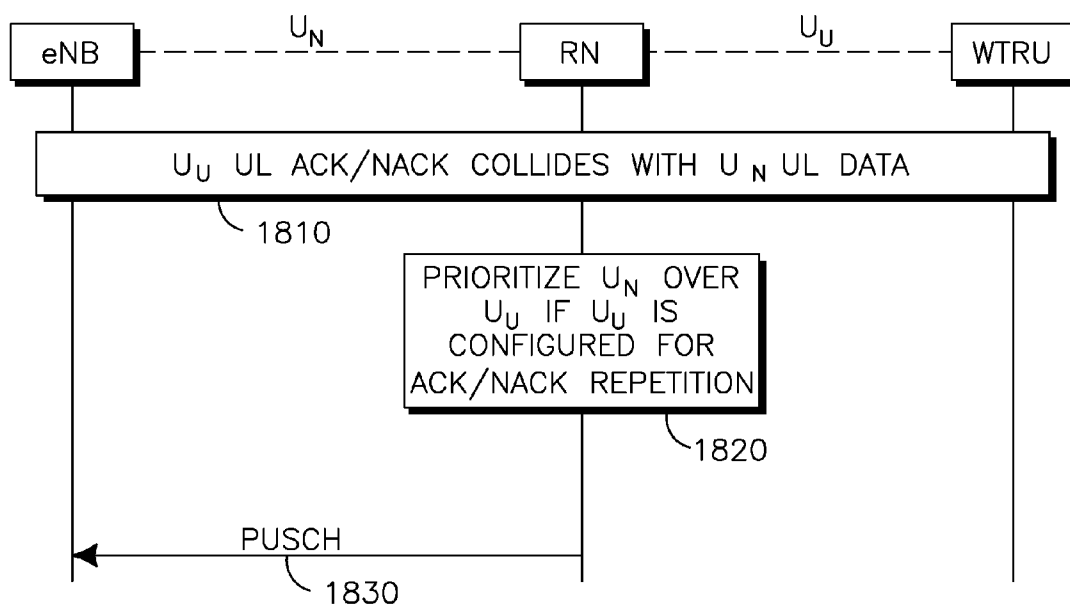 U_N
U_U
eNB
RN
WTRU
U_U UL ACK/NACK COLLIDES WITH U_N UL DATA
1810
PRIORITIZE U_N OVER
U_U IF U_U IS
CONFIGURED FOR
ACK/NACK REPETITION
1820
PUSCH
1830